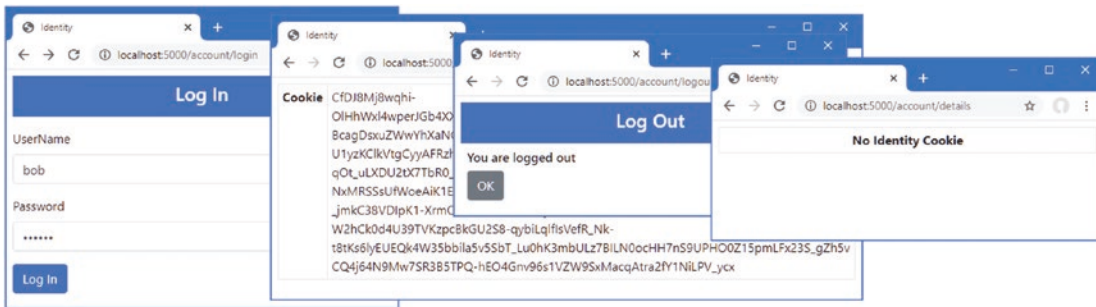 Identity
localhost:5000/account/login
Log In
UserName
bob
Password
••••••
Log In
Identity
localhost:5000
Cookie
CfDJ8Mj8wqhi-
OlHhWxl4wperJGb4XX
BcagDsxuZWwYhXaN
U1yzKClkVtgCyyAFRzh
qOt_uLXDU2tX7TbR0_
NxMRSSsUfWoeAiK1E
_jmkC38VDIpK1-XrmC
W2hCk0d4U39TVKzpcBkGU2S8-qybiLqlfIsVefR_Nk-
t8tKs6lyEUEQk4W35bbila5v5SbT_Lu0hK3mbULz7BILN0ocHH7nS9UPHO0Z15pmLFx23S_gZh5v
CQ4j64N9Mw7SR3B5TPQ-hEO4Gnv96s1VZW9SxMacqAtra2fY1NiLPV_ycx
Identity
localhost:5000/account/logou
Log Out
You are logged out
OK
Identity
localhost:5000/account/details
No Identity Cookie